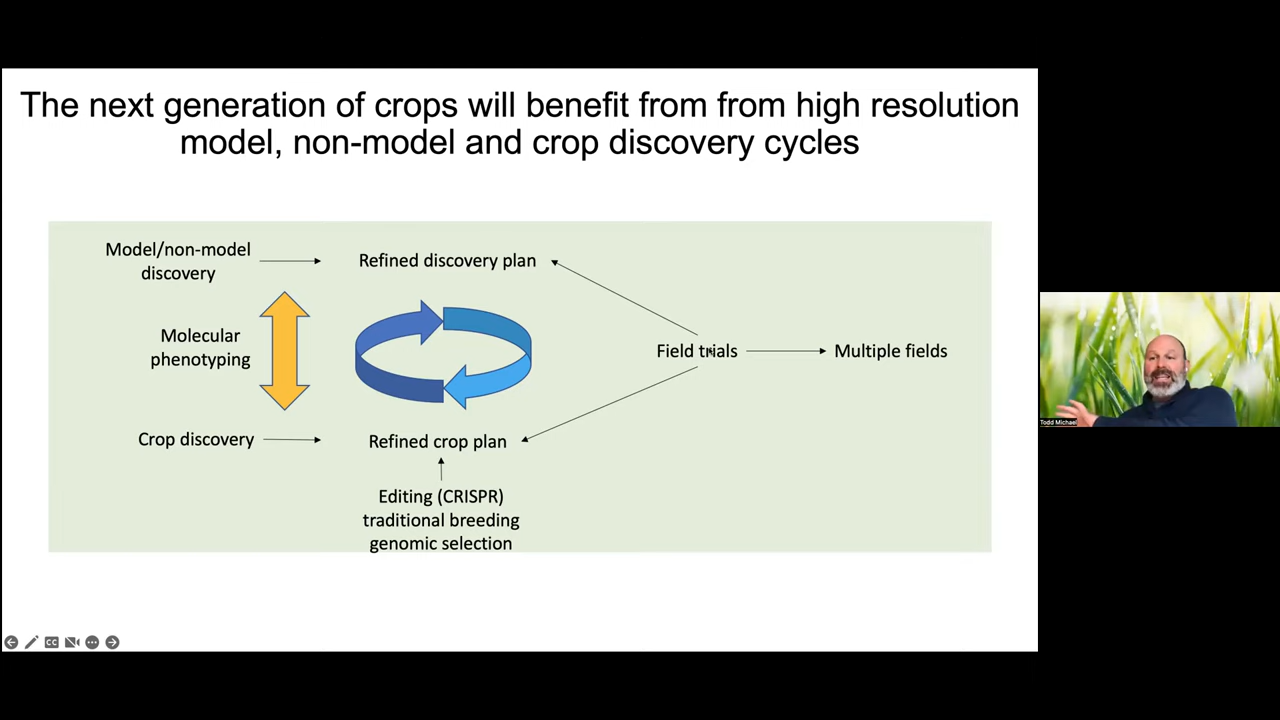 The next generation of crops will benefit from from high resolution
model, non-model and crop discovery cycles
Model/non-model
discovery
Refined discovery plan
Molecular
phenotyping
Field trials
Multiple fields
Crop discovery
Refined crop plan
Editing (CRISPR)
traditional breeding
genomic selection
CC
Todd Michael